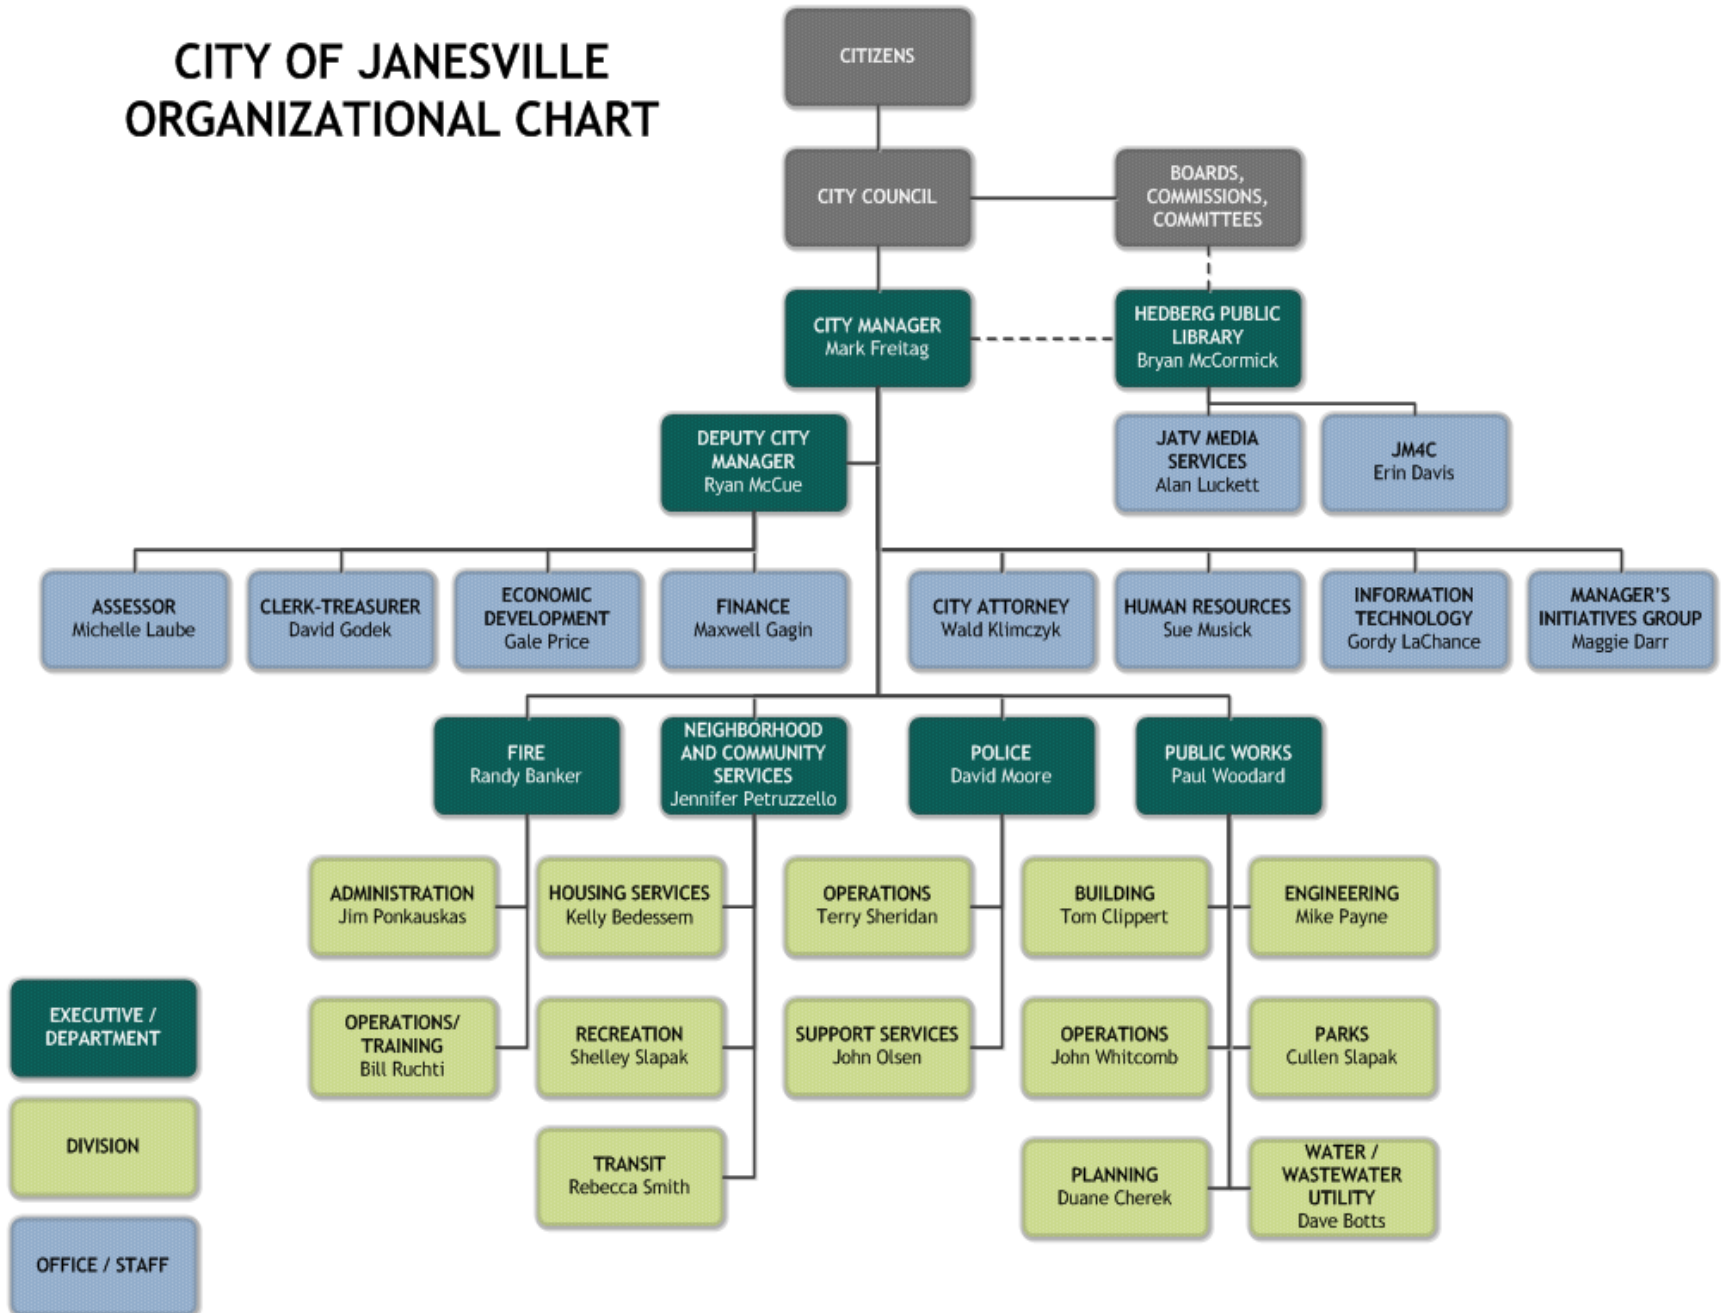 CITY OF JANESVILLE
ORGANIZATIONAL CHART
CITIZENS
CITY COUNCIL
BOARDS,
COMMISSIONS,
COMMITTEES
CITY MANAGER
Mark Freitag
HEDBERG PUBLIC
LIBRARY
Bryan McCormick
DEPUTY CITY
MANAGER
Ryan McCue
JATV MEDIA
SERVICES
Alan Luckett
JM4C
Erin Davis
ASSESSOR
Michelle Laube
CLERK-TREASURER
David Godek
ECONOMIC
DEVELOPMENT
Gale Price
FINANCE
Maxwell Gagin
CITY ATTORNEY
Wald Klimczyk
HUMAN RESOURCES
Sue Musick
INFORMATION
TECHNOLOGY
Gordy LaChance
MANAGER'S
INITIATIVES GROUP
Maggie Darr
FIRE
Randy Banker
NEIGHBORHOOD
AND COMMUNITY
SERVICES
Jennifer Petruzzello
POLICE
David Moore
PUBLIC WORKS
Paul Woodard
ADMINISTRATION
Jim Ponkauskas
HOUSING SERVICES
Kelly Bedessem
OPERATIONS
Terry Sheridan
BUILDING
Tom Clippert
ENGINEERING
Mike Payne
OPERATIONS/
TRAINING
Bill Ruchti
RECREATION
Shelley Slapak
SUPPORT SERVICES
John Olsen
OPERATIONS
John Whitcomb
PARKS
Cullen Slapak
TRANSIT
Rebecca Smith
PLANNING
Duane Cherek
WATER /
WASTEWATER
UTILITY
Dave Botts
EXECUTIVE /
DEPARTMENT
DIVISION
OFFICE / STAFF